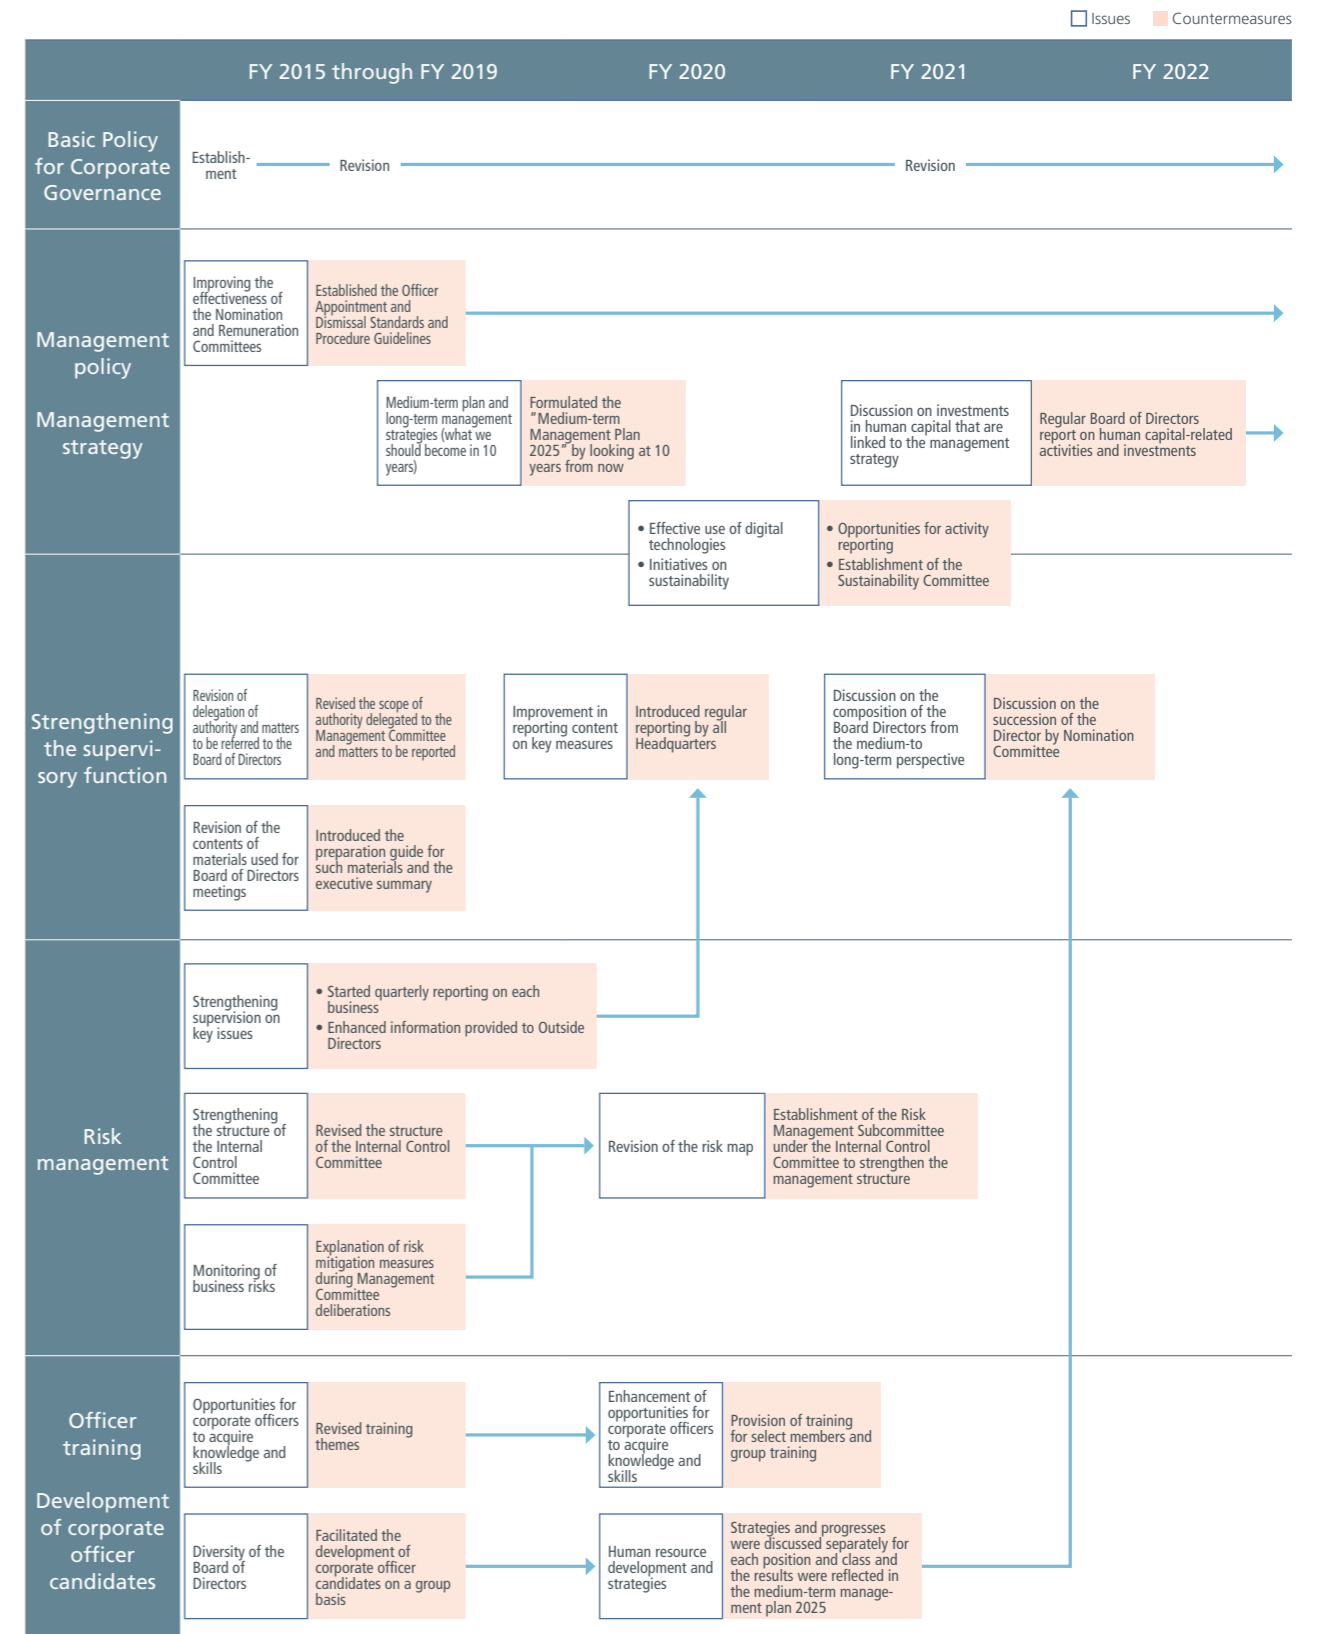 Issues
Countermeasures
FY 2015 through FY 2019
FY 2020
FY 2021
FY 2022
Basic Policy
for Corporate
Governance
Establish-
ment
Revision
Revision
Management
policy
Management
strategy
Improving the
effectiveness of
the Nomination
and Remuneration
Committees
Established the Officer
Appointment and
Dismissal Standards and
Procedure Guidelines
Medium-term plan and
long-term management
strategies (what we
should become in 10
years)
Formulated the
“Medium-term
Management Plan
2025” by looking at 10
years from now
Discussion on investments
in human capital that are
linked to the management
strategy
Regular Board of Directors
report on human capital-related
activities and investments
• Effective use of digital
technologies
• Initiatives on
sustainability
• Opportunities for activity
reporting
• Establishment of the
Sustainability Committee
Strengthening
the supervi-
sory function
Revision of
delegation of
authority and matters
to be referred to the
Board of Directors
Revised the scope of
authority delegated to the
Management Committee
and matters to be reported
Improvement in
reporting content
on key measures
Introduced regular
reporting by all
Headquarters
Discussion on the
composition of the
Board Directors from
the medium-to
long-term perspective
Discussion on the
succession of the
Director by Nomination
Committee
Revision of the
contents of
materials used for
Board of Directors
meetings
Introduced the
preparation guide for
such materials and the
executive summary
Risk
management
Strengthening
supervision on
key issues
• Started quarterly reporting on each
business
• Enhanced information provided to Outside
Directors
Strengthening
the structure of
the Internal
Control
Committee
Revised the structure
of the Internal Control
Committee
Revision of the risk map
Establishment of the Risk
Management Subcommittee
under the Internal Control
Committee to strengthen the
management structure
Monitoring of
business risks
Explanation of risk
mitigation measures
during Management
Committee
deliberations
Officer
training
Development
of corporate
officer
candidates
Opportunities for
corporate officers
to acquire
knowledge and
skills
Revised training
themes
Enhancement of
opportunities for
corporate officers
to acquire
knowledge and
skills
Provision of training
for select members and
group training
Diversity of the
Board of
Directors
Facilitated the
development of
corporate officer
candidates on a group
basis
Human resource
development and
strategies
Strategies and progresses
were discussed separately for
each position and class and
the results were reflected in
the medium-term manage-
ment plan 2025